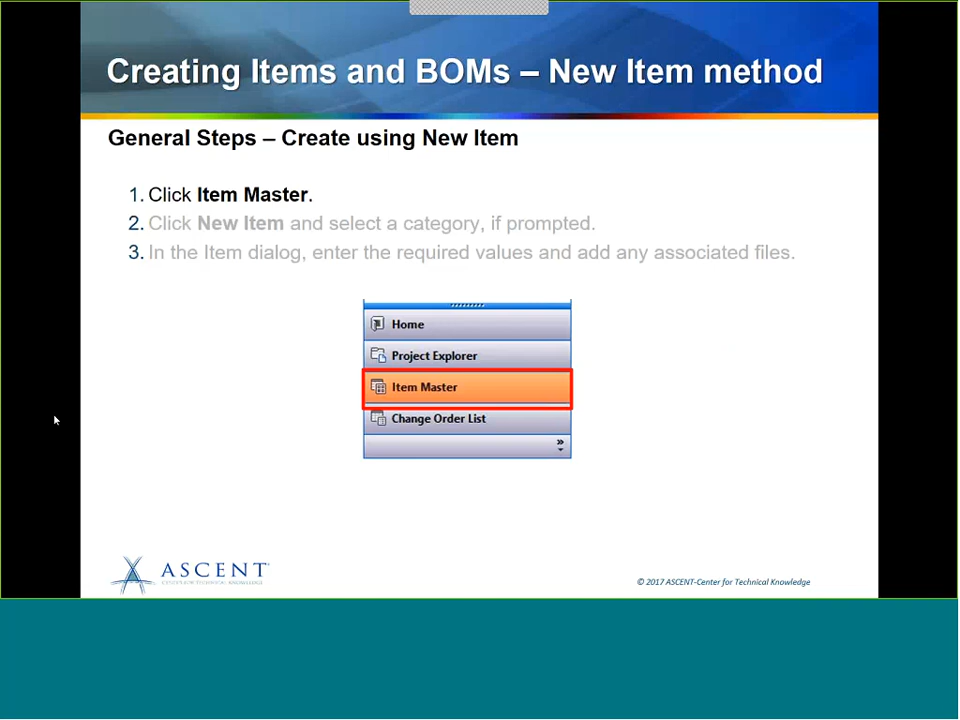 Creating Items and BOMs – New Item method
General Steps – Create using New Item
1. Click Item Master.
2. Click New Item and select a category, if prompted.
3. In the Item dialog, enter the required values and add any associated files.
Home
Project Explorer
Item Master
Change Order List
ASCENT
CENTER FOR TECHNICAL KNOWLEDGE
© 2017 ASCENT-Center for Technical Knowledge